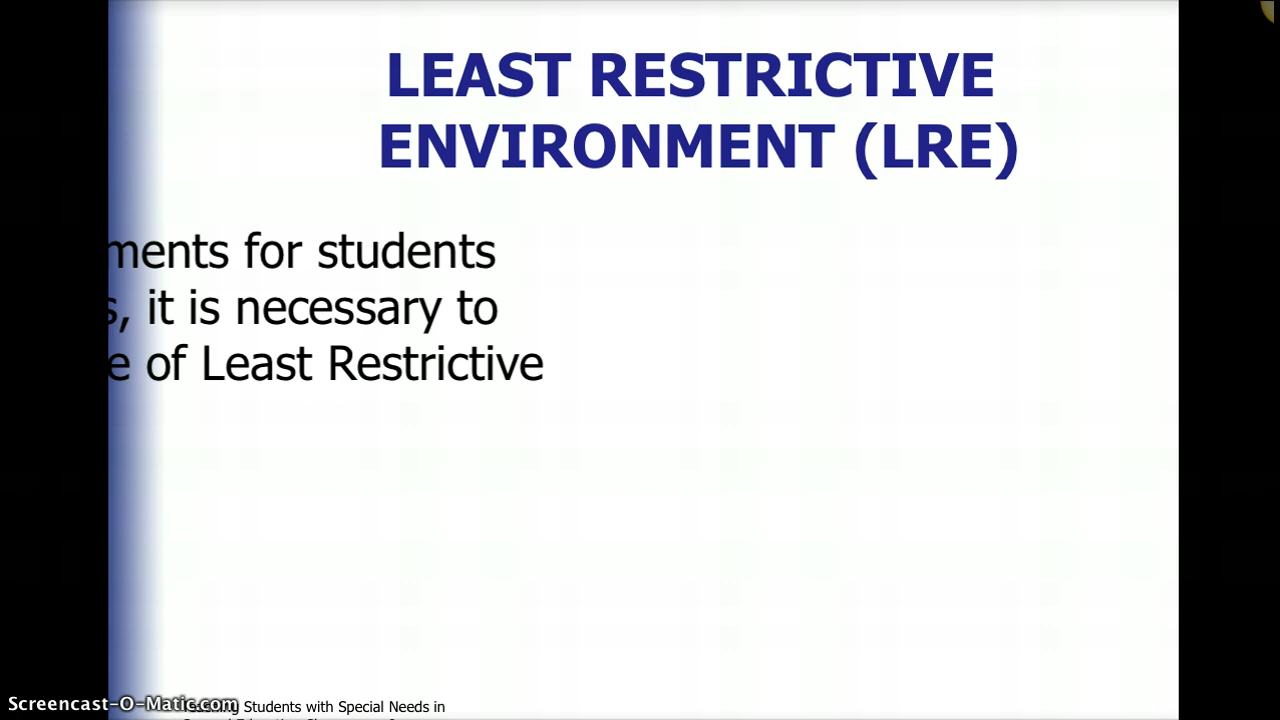 LEAST RESTRICTIVE
ENVIRONMENT (LRE)
ments for students
s, it is necessary to
e of Least Restrictive
Screencast-O-Matic.com
Students with Special Needs in